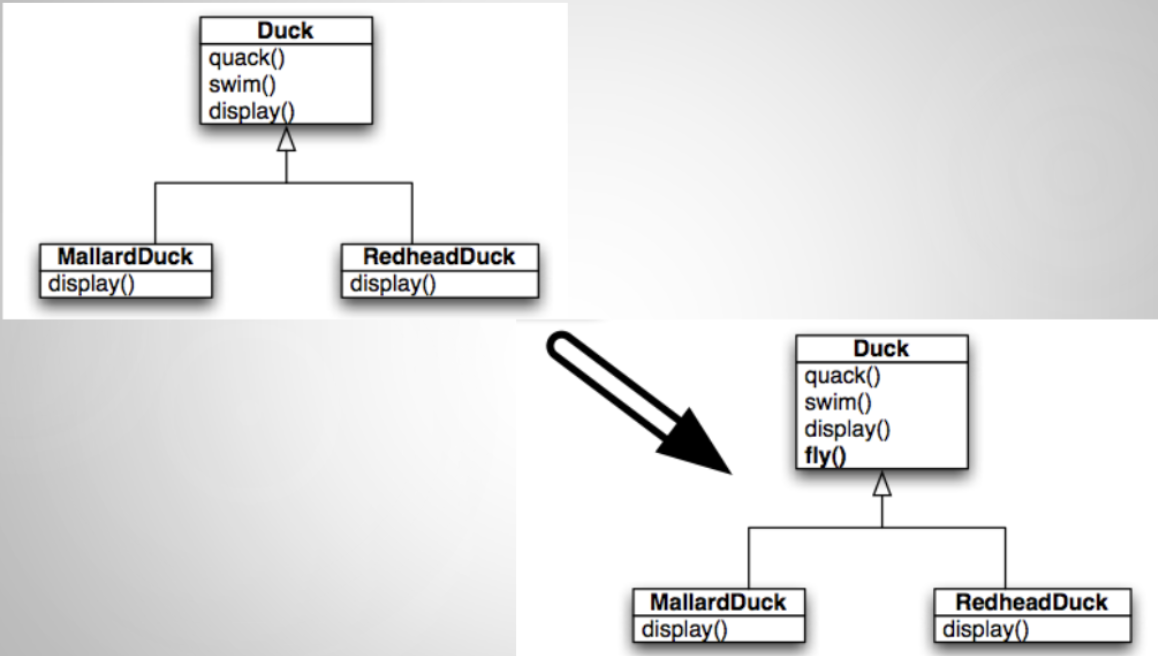 Duck
quack()
swim()
display()
MallardDuck
display()
RedheadDuck
display()
Duck
quack()
swim()
display()
fly()
MallardDuck
display()
RedheadDuck
display()